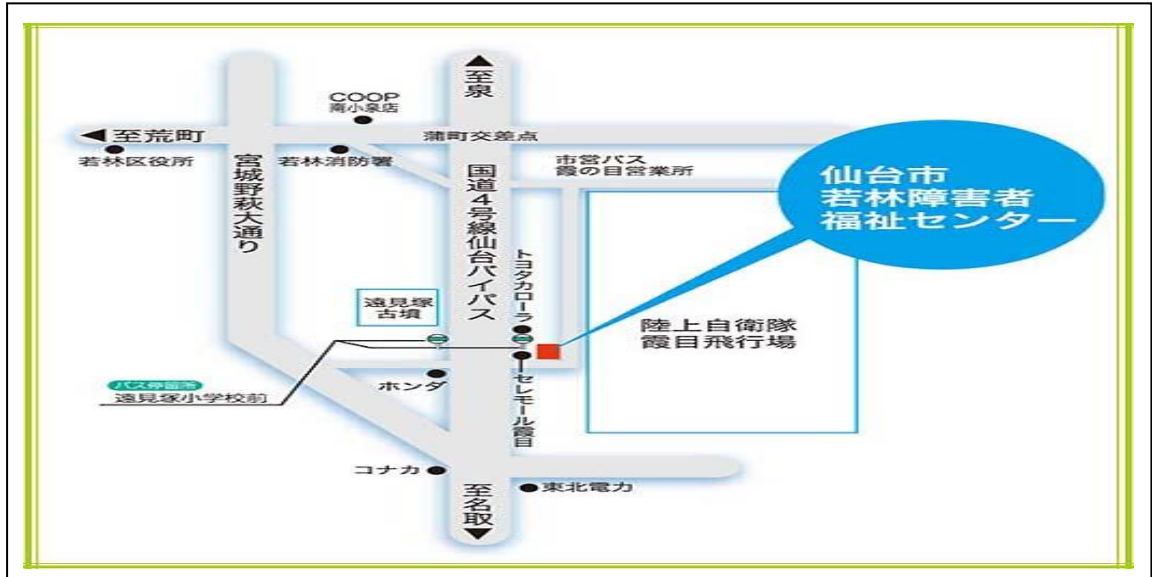 ▲至泉
COOP
南小泉店
◀至荒町
蒲町交差点
若林区役所
若林消防署
市営バス
霞の目営業所
仙台市
若林障害者
福祉センター
宮城野萩大通り
国道4号線仙台バイパス
トヨタカローラ
遠見塚
古墳
陸上自衛隊
霞目飛行場
ホンダ
バス停留所
遠見塚小学校前
セレモール霞目
コナカ
東北電力
至名取▼